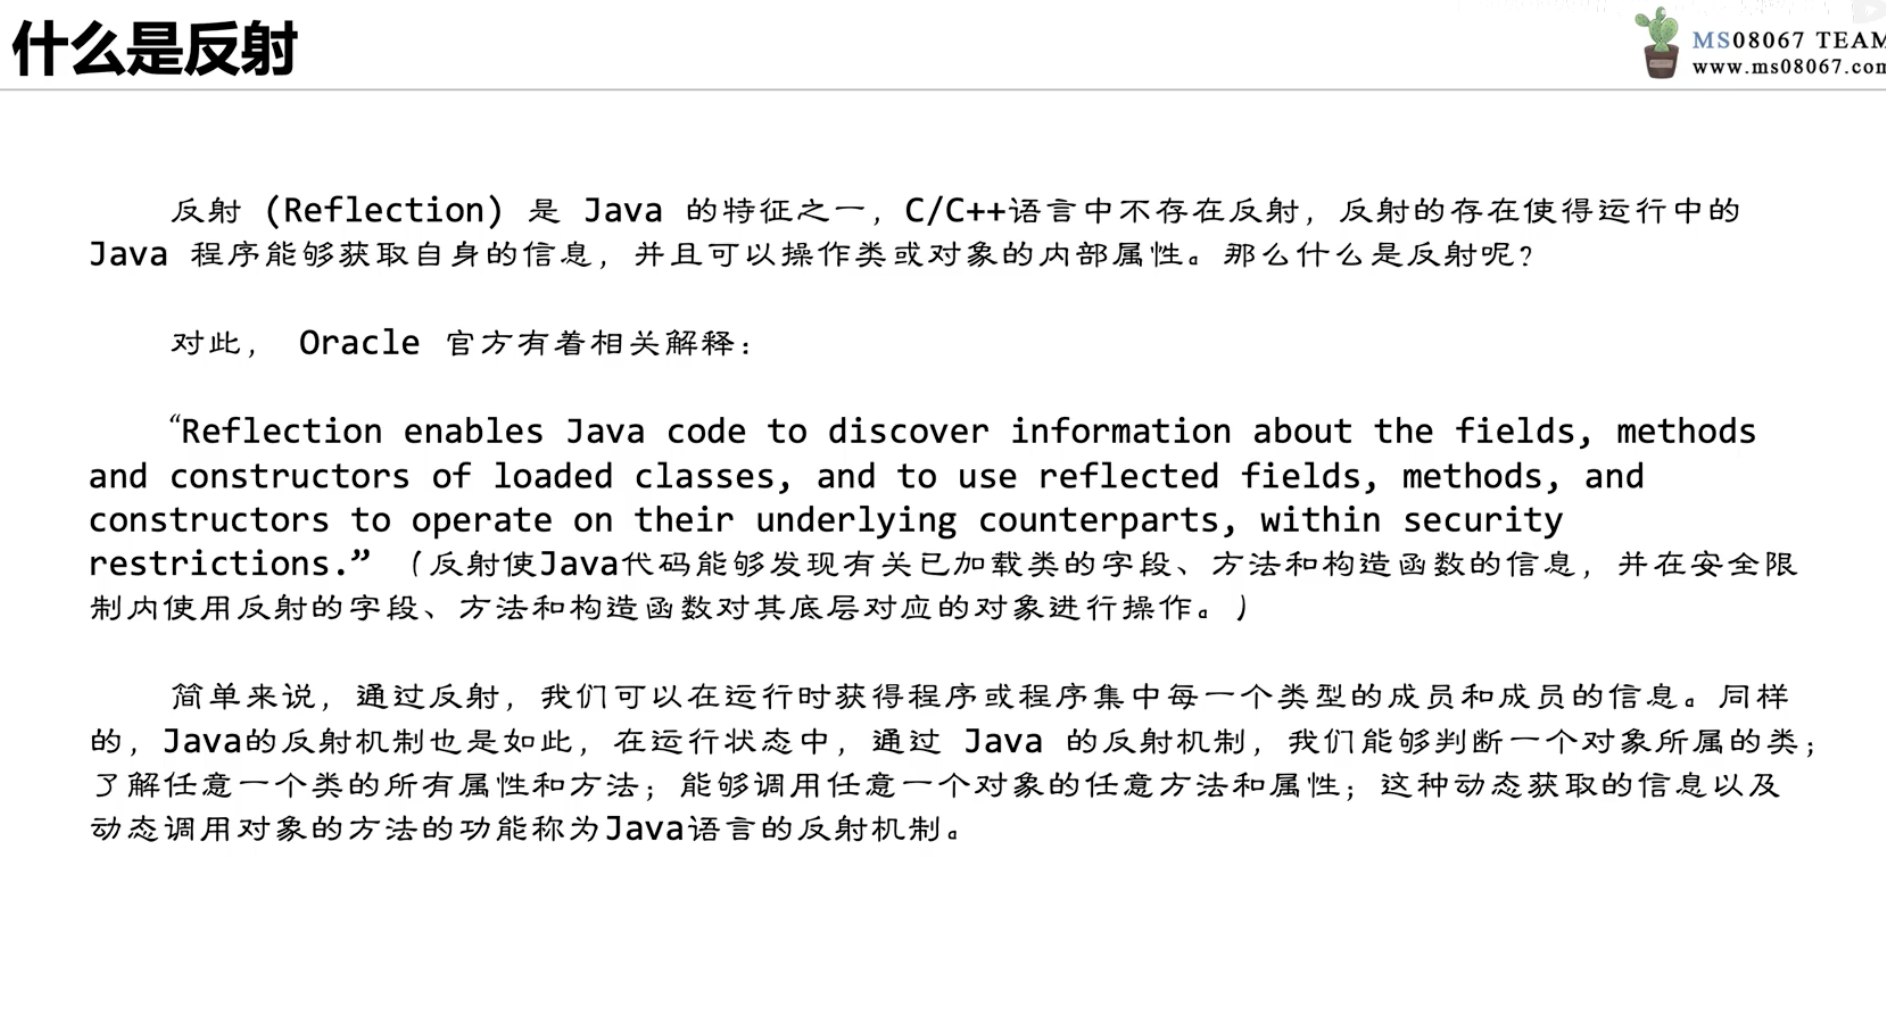 什么是反射
MS08067 TEAM
www.ms08067.com
反射 (Reflection) 是 Java 的特征之一，C/C++语言中不存在反射，反射的存在使得运行中的
Java 程序能够获取自身的信息，并且可以操作类或对象的内部属性。那么什么是反射呢?
对此， Oracle 官方有着相关解释：
“Reflection enables Java code to discover information about the fields, methods
and constructors of loaded classes, and to use reflected fields, methods, and
constructors to operate on their underlying counterparts, within security
restrictions.”（反射使Java代码能够发现有关已加载类的字段、方法和构造函数的信息，并在安全限
制内使用反射的字段、方法和构造函数对其底层对应的对象进行操作。）
简单来说，通过反射，我们可以在运行时获得程序或程序集中每一个类型的成员和成员的信息。同样
的，Java的反射机制也是如此，在运行状态中，通过 Java 的反射机制，我们能够判断一个对象所属的类；
了解任意一个类的所有属性和方法；能够调用任意一个对象的任意方法和属性；这种动态获取的信息以及
动态调用对象的方法的功能称为Java语言的反射机制。